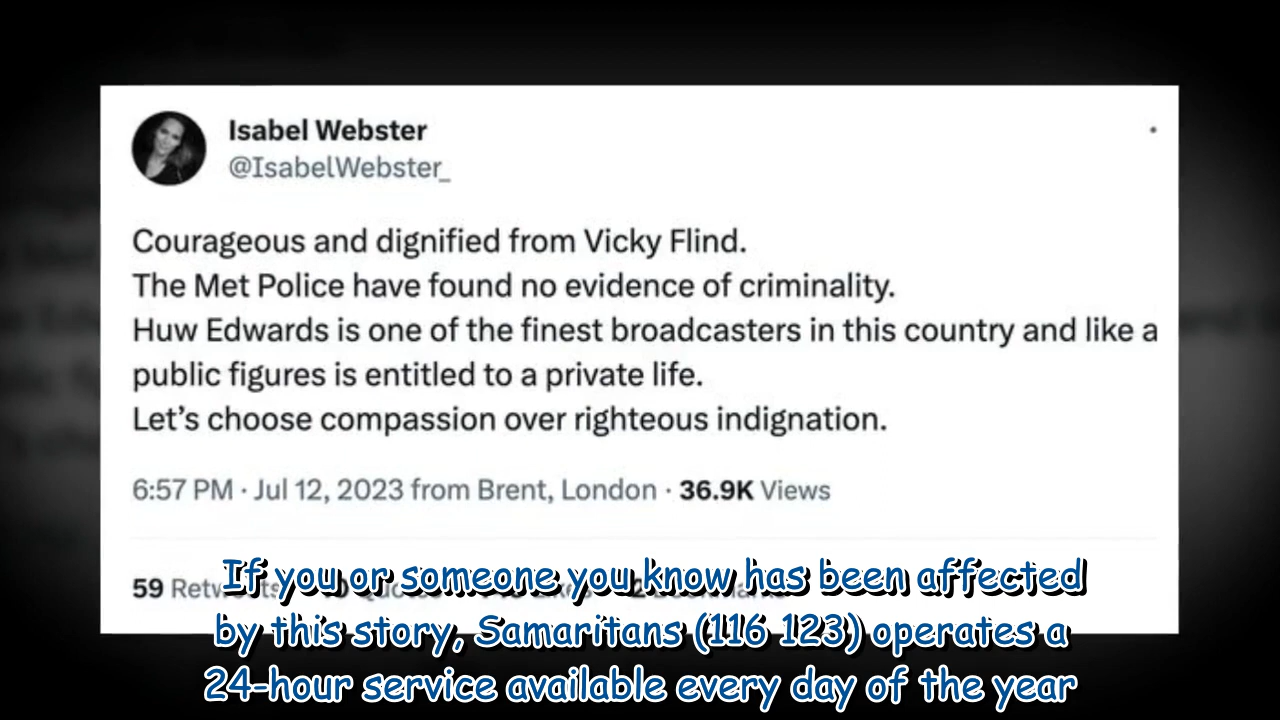 Isabel Webster
@IsabelWebster_
Courageous and dignified from Vicky Flind.
The Met Police have found no evidence of criminality.
Huw Edwards is one of the finest broadcasters in this country and like a
public figures is entitled to a private life.
Let's choose compassion over righteous indignation.
6:57 PM · Jul 12, 2023 from Brent, London · 36.9K Views
59 Retweets
If you or someone you know has been affected
by this story, Samaritans (116 123) operates a
24-hour service available every day of the year